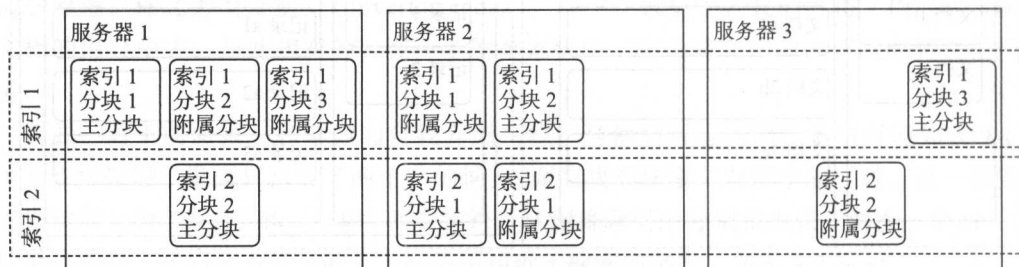 服务器 1
服务器 2
服务器 3
索引 1
索引 1
分块 1
主分块
索引 1
分块 2
附属分块
索引 1
分块 3
附属分块
索引 1
分块 1
附属分块
索引 1
分块 2
主分块
索引 1
分块 3
主分块
索引 2
索引 2
分块 2
主分块
索引 2
分块 1
主分块
索引 2
分块 1
附属分块
索引 2
分块 2
附属分块